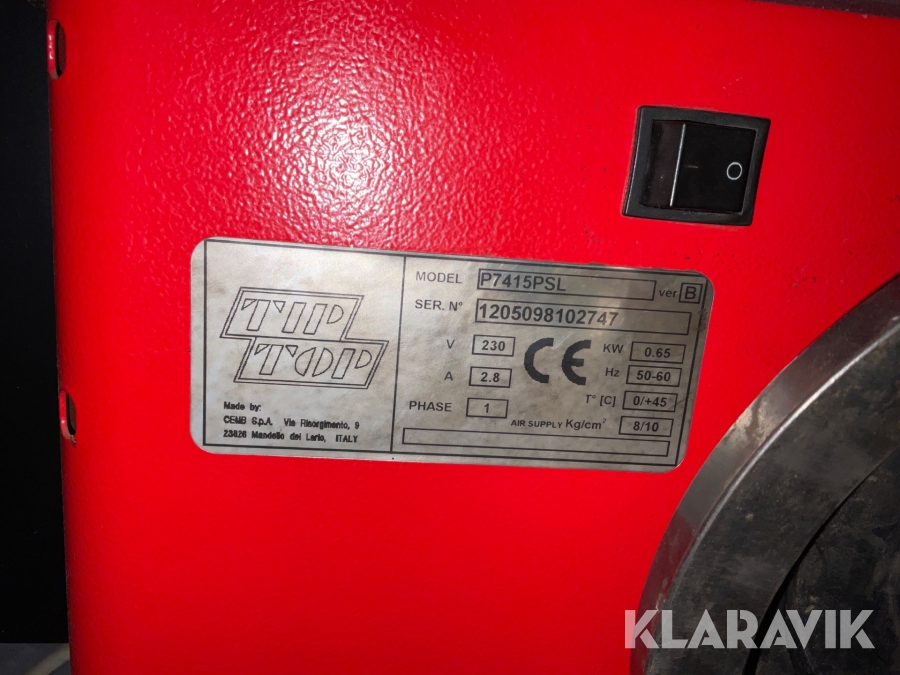 TIP
TOP
Made by:
CEMB S.p.A. Via Risorgimento, 9
23826 Mandello del Lario, ITALY
MODEL P7415PSL ver B
SER. N° 1205098102747
V 230 CE KW 0.65
A 2.8 Hz 50-60
PHASE 1 T° [C] 0/+45
AIR SUPPLY Kg/cm² 8/10
KLARAVIK